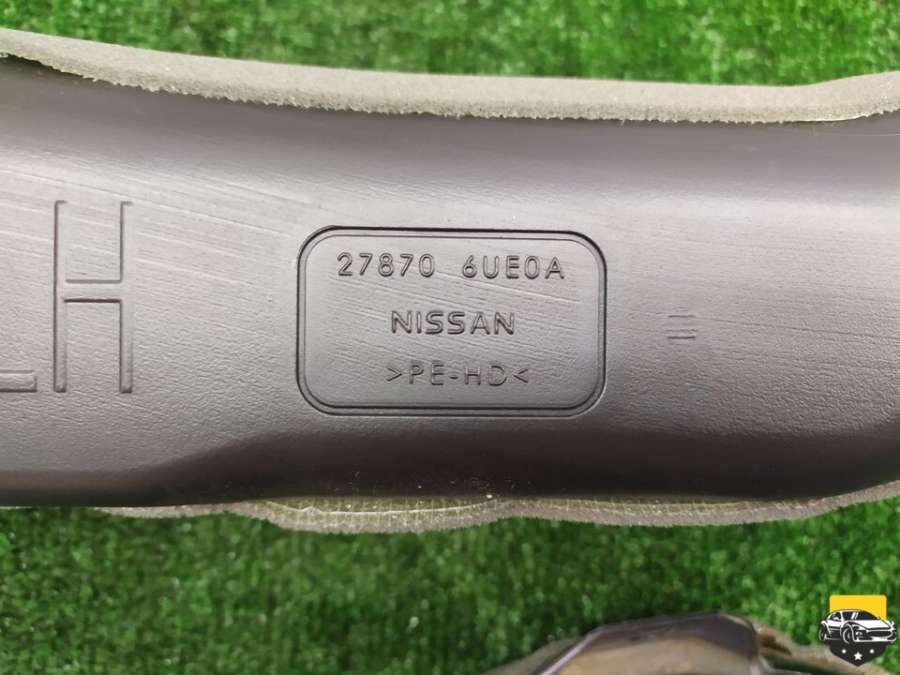 LH
27870 6UE0A
NISSAN
>PE-HD<